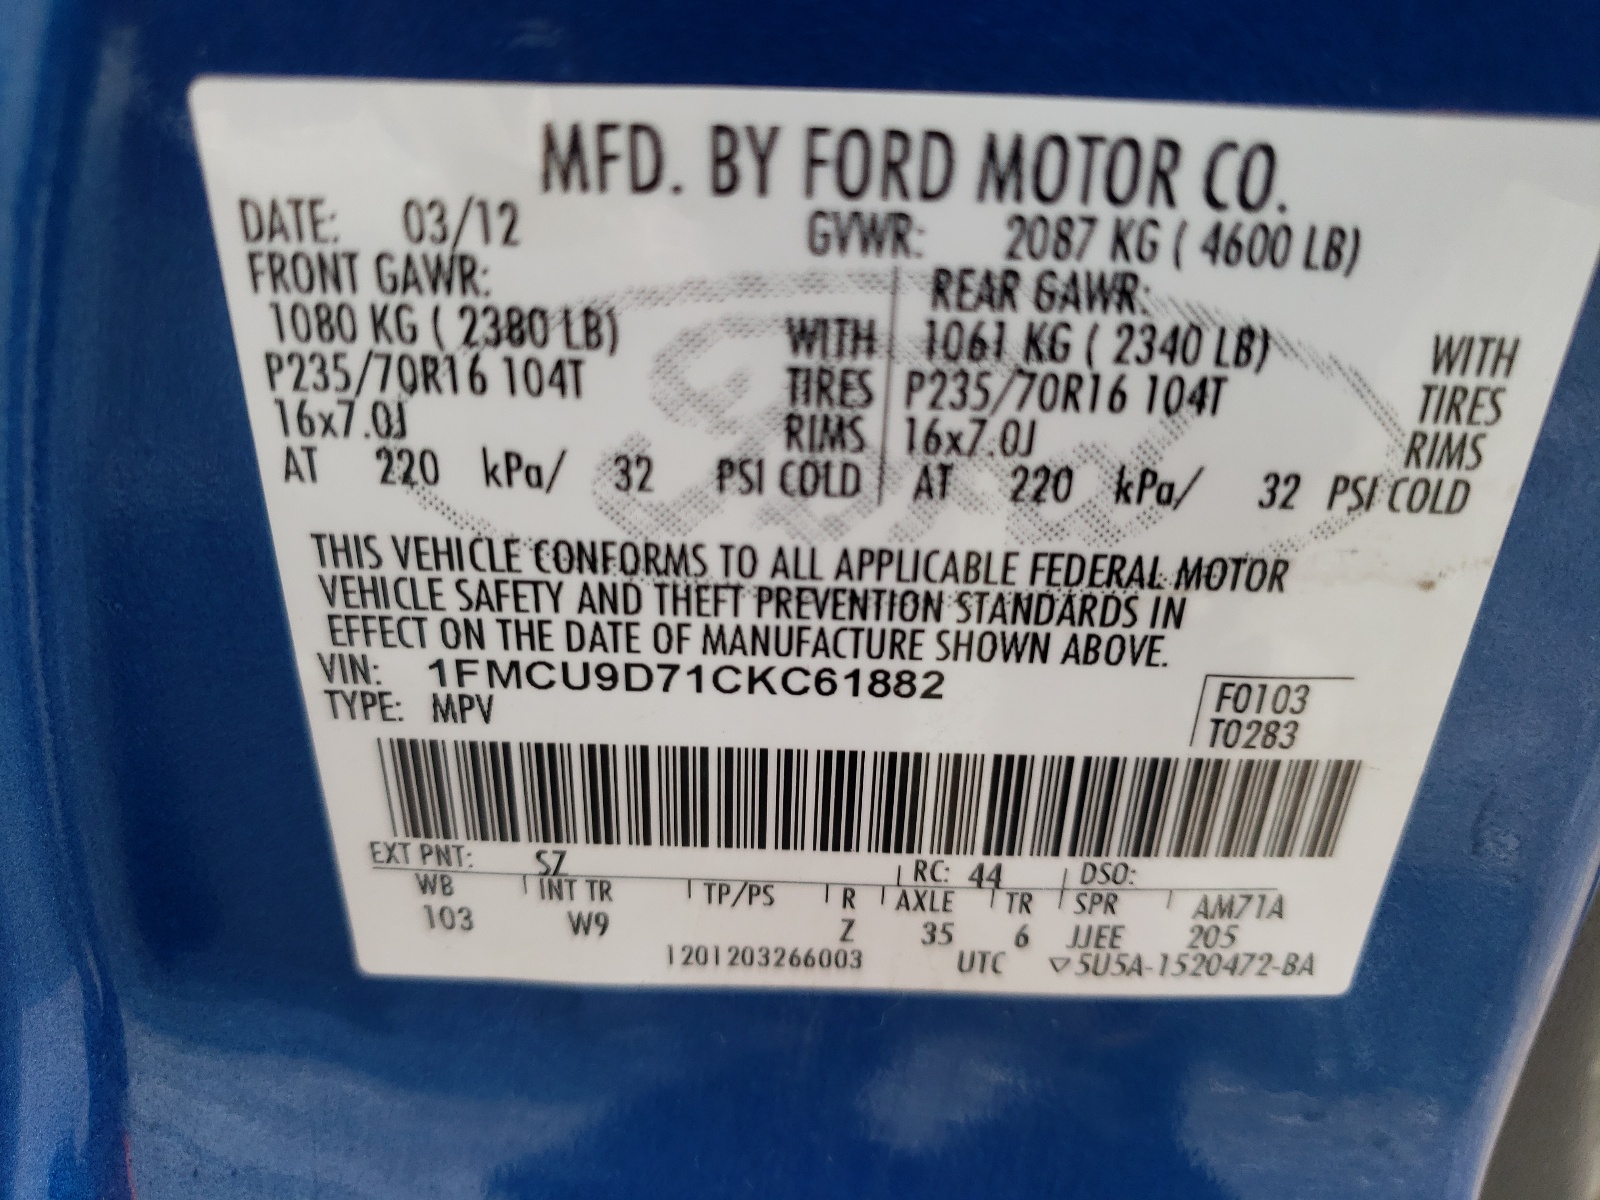 MFD. BY FORD MOTOR CO.
DATE: 03/12 GVWR: 2087 KG ( 4600 LB)
FRONT GAWR: REAR GAWR:
1080 KG ( 2380 LB) WITH 1061 KG ( 2340 LB) WITH
P235/70R16 104T TIRES P235/70R16 104T TIRES
16x7.0J RIMS 16x7.0J RIMS
AT 220 kPa/ 32 PSI COLD AT 220 kPa/ 32 PSI COLD
THIS VEHICLE CONFORMS TO ALL APPLICABLE FEDERAL MOTOR
VEHICLE SAFETY AND THEFT PREVENTION STANDARDS IN
EFFECT ON THE DATE OF MANUFACTURE SHOWN ABOVE.
VIN: 1FMCU9D71CKC61882
TYPE: MPV
F0103
T0283
EXT PNT: SZ RC: 44 DSO:
WB INT TR TP/PS R AXLE TR SPR AM71A
103 W9 Z 35 6 JJEE 205
1201203266003 UTC ▽5U5A-1520472-BA
Ford